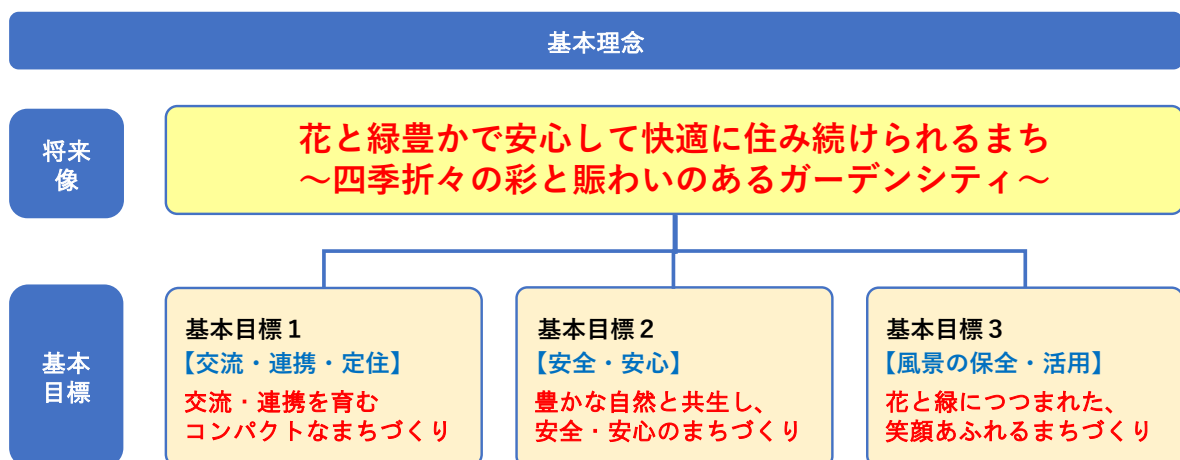 基本理念
将来
像
花と緑豊かで安心して快適に住み続けられるまち
～四季折々の彩と賑わいのあるガーデンシティ～
基本
目標
基本目標１
【交流・連携・定住】
交流・連携を育む
コンパクトなまちづくり
基本目標２
【安全・安心】
豊かな自然と共生し、
安全・安心のまちづくり
基本目標３
【風景の保全・活用】
花と緑につつまれた、
笑顔あふれるまちづくり